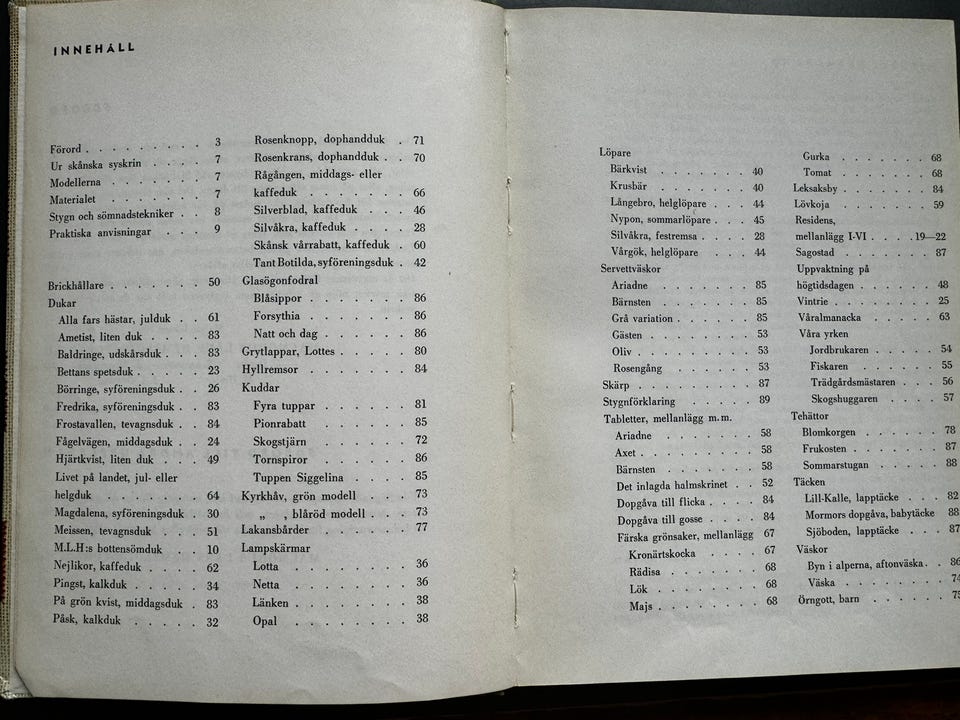 INNEHÅLL
Förord . . . . . . . . . 3
Ur skånska syskrin . . . . 7
Modellerna . . . . . . . 7
Materialet . . . . . . . 7
Stygn och sömnadstekniker . . 8
Praktiska anvisningar . . . 9
Brickhållare . . . . . . . 50
Dukar
Alla fars hästar, julduk . . 61
Ametist, liten duk . . . . 83
Baldringe, udskårsduk . . . 83
Bettans spetsduk . . . . . 23
Börringe, syföreningsduk . . 26
Fredrika, syföreningsduk . . 83
Frostavallen, tevagnsduk . . 84
Fågelvägen, middagsduk . . 24
Hjärtkvist, liten duk . . . 49
Livet på landet, jul- eller
helgduk . . . . . . . 64
Magdalena, syföreningsduk . 30
Meissen, tevagnsduk . . . 51
M.L.H:s bottensömduk . . 10
Nejlikor, kaffeduk . . . . 62
Pingst, kalkduk . . . . . 34
På grön kvist, middagsduk . 83
Påsk, kalkduk . . . . . 32
Rosenknopp, dophandduk . 71
Rosenkrans, dophandduk . . 70
Rågången, middags- eller
kaffeduk . . . . . . . 66
Silverblad, kaffeduk . . . 46
Silvåkra, kaffeduk . . . . 28
Skånsk vårrabatt, kaffeduk . 60
Tant Botilda, syföreningsduk . 42
Glasögonfodral
Blåsippor . . . . . . . 86
Forsythia . . . . . . . 86
Natt och dag . . . . . . 86
Grytlappar, Lottes . . . . . 80
Hyllremsor . . . . . . . 84
Kuddar
Fyra tuppar . . . . . . 81
Pionrabatt . . . . . . 85
Skogstjärn . . . . . . 72
Tornspiror . . . . . . 86
Tuppen Siggelina . . . . 85
Kyrkhåv, grön modell . . . 73
„ , blåröd modell . . . 73
Lakansbårder . . . . . . 77
Lampskärmar
Lotta . . . . . . . . 36
Netta . . . . . . . . 36
Länken . . . . . . . . 38
Opal . . . . . . . . 38
Löpare
Bärkvist . . . . . . . 40
Krusbär . . . . . . . 40
Långebro, helglöpare . . . 44
Nypon, sommarlöpare . . . 45
Silvåkra, festremsa . . . . 28
Vårgök, helglöpare . . . 44
Servettväskor
Ariadne . . . . . . . 85
Bärnsten . . . . . . . 85
Grå variation . . . . . . 85
Gästen . . . . . . . 53
Oliv . . . . . . . . 53
Rosengång . . . . . . 53
Skärp . . . . . . . . 87
Stygnförklaring . . . . . 89
Tabletter, mellanlägg m.m.
Ariadne . . . . . . . 58
Axet . . . . . . . . 58
Bärnsten . . . . . . . 58
Det inlagda halmskrinet . . 52
Dopgåva till flicka . . . . 84
Dopgåva till gosse . . . . 84
Färska grönsaker, mellanlägg 67
Kronärtskocka . . . . 67
Rädisa . . . . . . . 68
Lök . . . . . . . . 68
Majs . . . . . . . . 68
Gurka . . . . . . . 68
Tomat . . . . . . . 68
Leksaksby . . . . . . . 84
Lövkoja . . . . . . . 59
Residens,
mellanlägg I-VI . . . . 19—22
Sagostad . . . . . . . 87
Uppvaktning på
högtidsdagen . . . . . . 48
Vintrie . . . . . . . . 25
Våralmanacka . . . . . . 63
Våra yrken
Jordbrukaren . . . . . 54
Fiskaren . . . . . . 55
Trädgårdsmästaren . . . 56
Skogshuggaren . . . . 57
Tehättor
Blomkorgen . . . . . . 78
Frukosten . . . . . . 87
Sommarstugan . . . . . 88
Täcken
Lill-Kalle, lapptäcke . . . 82
Mormors dopgåva, babytäcke 88
Sjöboden, lapptäcke . . . 87
Väskor
Byn i alperna, aftonväska . . 86
Väska . . . . . . . . 74
Örngott, barn . . . . . . 75